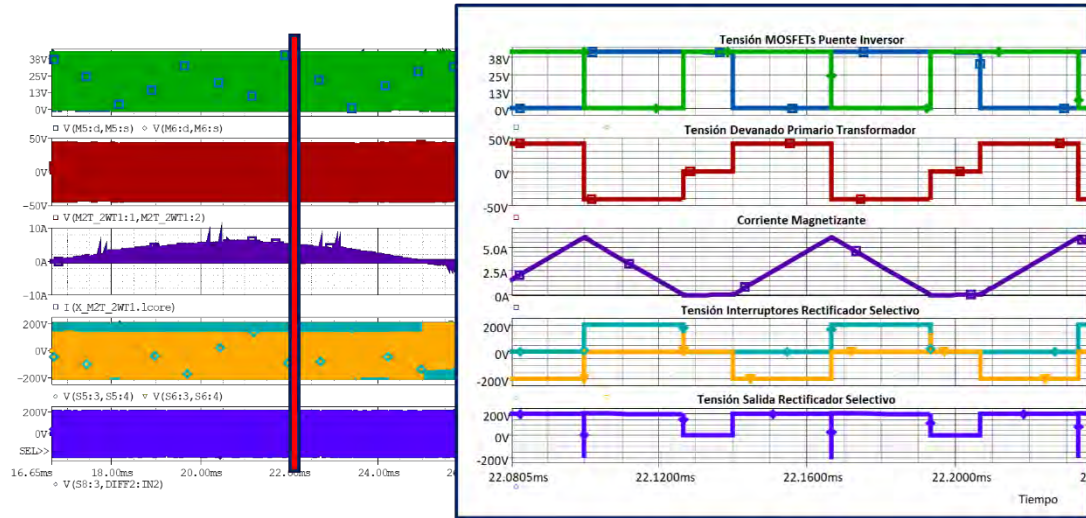 38V
25V
13V
0V
□ V(M5:d,M5:s) ◇ V(M6:d,M6:s)
50V
0V
-50V
□ V(M2T_2WT1:1,M2T_2WT1:2)
10A
0A
-10A
□ I(X_M2T_2WT1.lcore)
200V
0V
-200V
◇ V(S5:3,S5:4) ▽ V(S6:3,S6:4)
200V
0V
SEL>>
16.65ms 18.00ms 20.00ms 22.00ms 24.00ms
◇ V(S8:3,DIFF2:IN2)
Tensión MOSFETs Puente Inversor
38V
25V
13V
0V
Tensión Devanado Primario Transformador
50V
0V
-50V
Corriente Magnetizante
5.0A
2.5A
0A
Tensión Interruptores Rectificador Selectivo
200V
0V
-200V
Tensión Salida Rectificador Selectivo
200V
0V
-200V
22.0805ms 22.1200ms 22.1600ms 22.2000ms
Tiempo